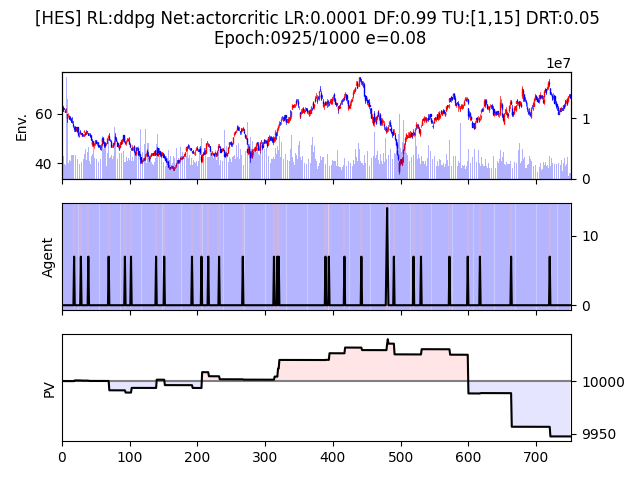 [HES] RL:ddpg Net:actorcritic LR:0.0001 DF:0.99 TU:[1,15] DRT:0.05
Epoch:0925/1000 e=0.08
1e7
Env.
60
40
1
0
Agent
10
0
PV
10000
9950
0 100 200 300 400 500 600 700